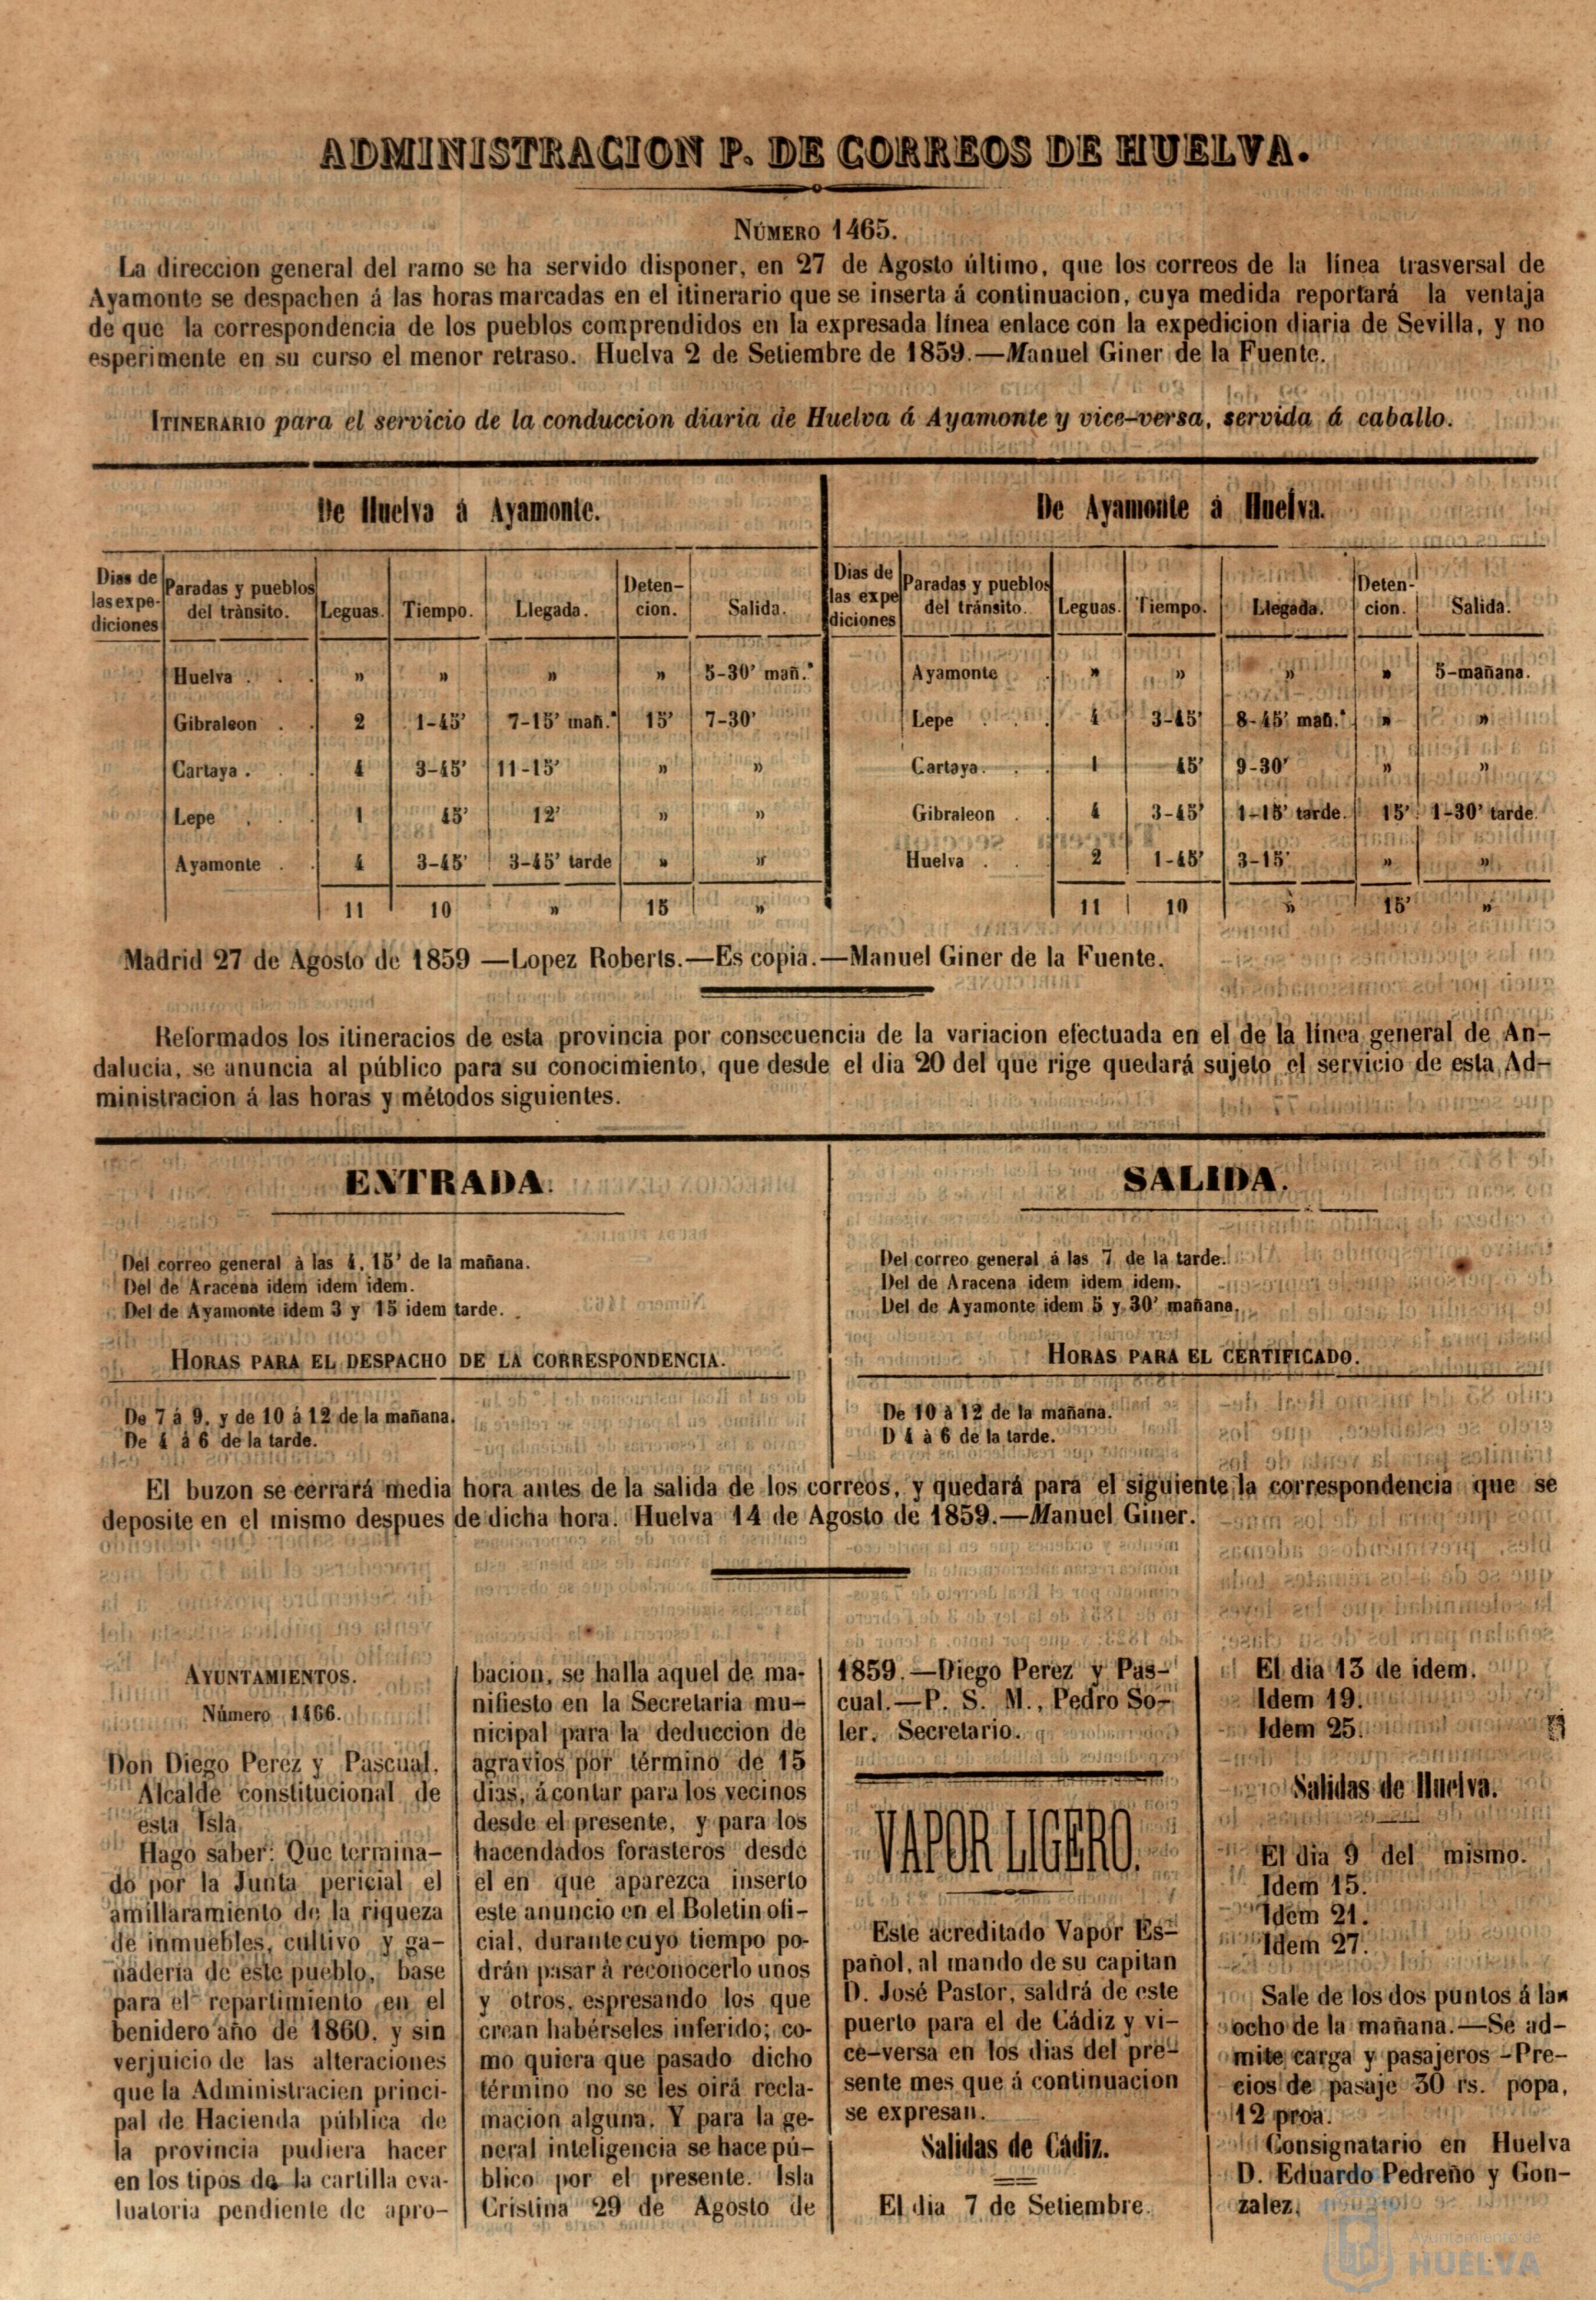 ADMINISTRACION P. DE CORREOS DE HUELVA.
NÚMERO 1465.
La direccion general del ramo se ha servido disponer, en 27 de Agosto último, que los correos de la línea trasversal de
Ayamonte se despachen á las horas marcadas en el itinerario que se inserta á continuacion, cuya medida reportará la ventaja
de que la correspondencia de los pueblos comprendidos en la expresada línea enlace con la expedicion diaria de Sevilla, y no
esperimente en su curso el menor retraso. Huelva 2 de Setiembre de 1859.—Manuel Giner de la Fuente.
ITINERARIO para el servicio de la conduccion diaria de Huelva á Ayamonte y vice-versa, servida á caballo.
De Huelva á Ayamonte.
Dias de las expediciones | Paradas y pueblos del trànsito. | Leguas. | Tiempo. | Llegada. | Detencion. | Salida.
Huelva . . » » » » 5-30' mañ.ª
Gibraleon . . 2 1-45' 7-15' mañ.ª 15' 7-30'
Cartaya . . 4 3-45' 11-15' » »
Lepe . . 1 45' 12' » »
Ayamonte . . 4 3-45' 3-45' tarde » »
11 10 » 15 »
De Ayamonte á Huelva.
Dias de las expediciones | Paradas y pueblos del tránsito. | Leguas. | Tiempo. | Llegada. | Detencion. | Salida.
Ayamonte . » » » » 5-mañana.
Lepe . . . 4 3-45' 8-45' mañ.ª » »
Cartaya. . . 1 45' 9-30' » »
Gibraleon . . 4 3-45' 1-15' tarde. 15' 1-30' tarde.
Huelva . . 2 1-45' 3-15' » »
11 10 » 15' »
Madrid 27 de Agosto de 1859 —Lopez Roberts.—Es copia.—Manuel Giner de la Fuente.
Reformados los itineracios de esta provincia por consecuencia de la variacion efectuada en el de la línea general de An-
dalucia, se anuncia al público para su conocimiento, que desde el dia 20 del que rige quedará sujeto el servicio de esta Ad-
ministracion á las horas y métodos siguientes.
ENTRADA.
Del correo general à las 4, 15' de la mañana.
Del de Aracena idem idem idem.
Del de Ayamonte idem 3 y 15 idem tarde.
HORAS PARA EL DESPACHO DE LA CORRESPONDENCIA.
De 7 á 9, y de 10 á 12 de la mañana.
De 4 à 6 de la tarde.
SALIDA.
Del correo general á las 7 de la tarde.
Del de Aracena idem idem idem.
Del de Ayamonte idem 5 y 30' mañana.
HORAS PARA EL CERTIFICADO.
De 10 à 12 de la mañana.
D 4 à 6 de la tarde.
El buzon se cerrará media hora antes de la salida de los correos, y quedará para el siguiente la correspondencia que se
deposite en el mismo despues de dicha hora. Huelva 14 de Agosto de 1859.—Manuel Giner.
AYUNTAMIENTOS.
Número 1466.
Don Diego Perez y Pascual,
Alcalde constitucional de
esta Isla.
Hago saber: Que termina-
do por la Junta pericial el
amillaramiento de la riqueza
de inmuebles, cultivo y ga-
nadería de este pueblo, base
para el repartimiento en el
benidero año de 1860, y sin
verjuicio de las alteraciones
que la Administracien princi-
pal de Hacienda pública de
la provincia pudiera hacer
en los tipos de la cartilla eva-
luatoria pendiente de apro-
bacion, se halla aquel de ma-
nifiesto en la Secretaria mu-
nicipal para la deduccion de
agravios por término de 15
dias, á contar para los vecinos
desde el presente, y para los
hacendados forasteros desde
el en que aparezca inserto
este anuncio en el Boletin ofi-
cial, durante cuyo tiempo po-
drán pasar à reconocerlo unos
y otros, espresando los que
crean habérseles inferido; co-
mo quiera que pasado dicho
término no se les oirá recla-
macion alguna. Y para la ge-
neral inteligencia se hace pú-
blico por el presente. Isla
Cristina 29 de Agosto de
1859.—Diego Perez y Pas-
cual.—P. S. M., Pedro So-
ler, Secretario.
VAPOR LIGERO.
Este acreditado Vapor Es-
pañol, al mando de su capitan
D. José Pastor, saldrá de este
puerto para el de Cádiz y vi-
ce-versa en los dias del pre-
sente mes que á continuacion
se expresan.
Salidas de Cádiz.
El dia 7 de Setiembre.
El dia 13 de idem.
Idem 19.
Idem 25.
Salidas de Huelva.
El dia 9 del mismo.
Idem 15.
Idem 21.
Idem 27.
Sale de los dos puntos á las
ocho de la mañana.—Se ad-
mite carga y pasajeros -Pre-
cios de pasaje 30 rs. popa,
12 proa.
Consignatario en Huelva
D. Eduardo Pedreño y Gon-
zalez.
Ayuntamiento de
HUELVA